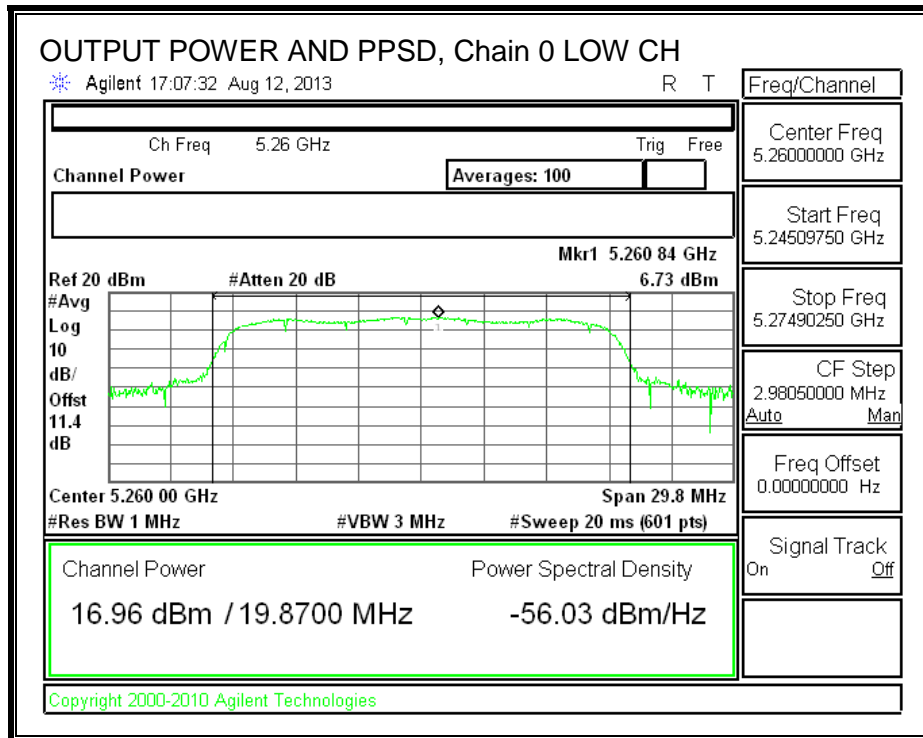 OUTPUT POWER AND PPSD, Chain 0 LOW CH
Agilent 17:07:32 Aug 12, 2013 R T
Freq/Channel
Ch Freq 5.26 GHz Trig Free
Channel Power Averages: 100
Mkr1 5.260 84 GHz
Ref 20 dBm #Atten 20 dB 6.73 dBm
#Avg
Log
10
dB/
Offst
11.4
dB
1
Center 5.260 00 GHz Span 29.8 MHz
#Res BW 1 MHz #VBW 3 MHz #Sweep 20 ms (601 pts)
Channel Power Power Spectral Density
16.96 dBm / 19.8700 MHz -56.03 dBm/Hz
Copyright 2000-2010 Agilent Technologies
Center Freq
5.26000000 GHz
Start Freq
5.24509750 GHz
Stop Freq
5.27490250 GHz
CF Step
2.98050000 MHz
Auto Man
Freq Offset
0.00000000 Hz
Signal Track
On Off